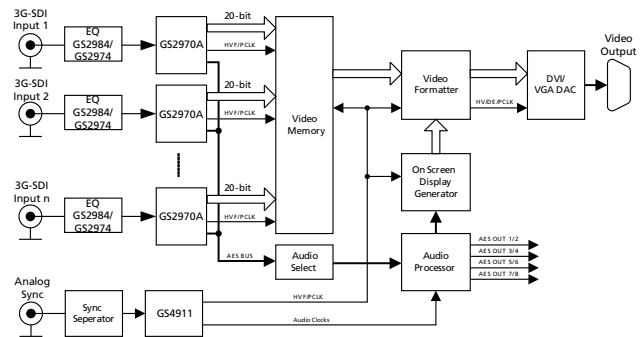 3G-SDI
Input 1
EQ
GS2984/
GS2974
GS2970A
20-bit
HVF/PCLK
3G-SDI
Input 2
EQ
GS2984/
GS2974
GS2970A
20-bit
HVF/PCLK
3G-SDI
Input n
EQ
GS2984/
GS2974
GS2970A
20-bit
HVF/PCLK
Video
Memory
Video
Formatter
HV/DE/PCLK
DVI/
VGA DAC
Video
Output
On Screen
Display
Generator
AES BUS
Audio
Select
Audio
Processor
AES OUT 1/2
AES OUT 3/4
AES OUT 5/6
AES OUT 7/8
Analog
Sync
Sync
Seperator
GS4911
HVF/PCLK
Audio Clocks